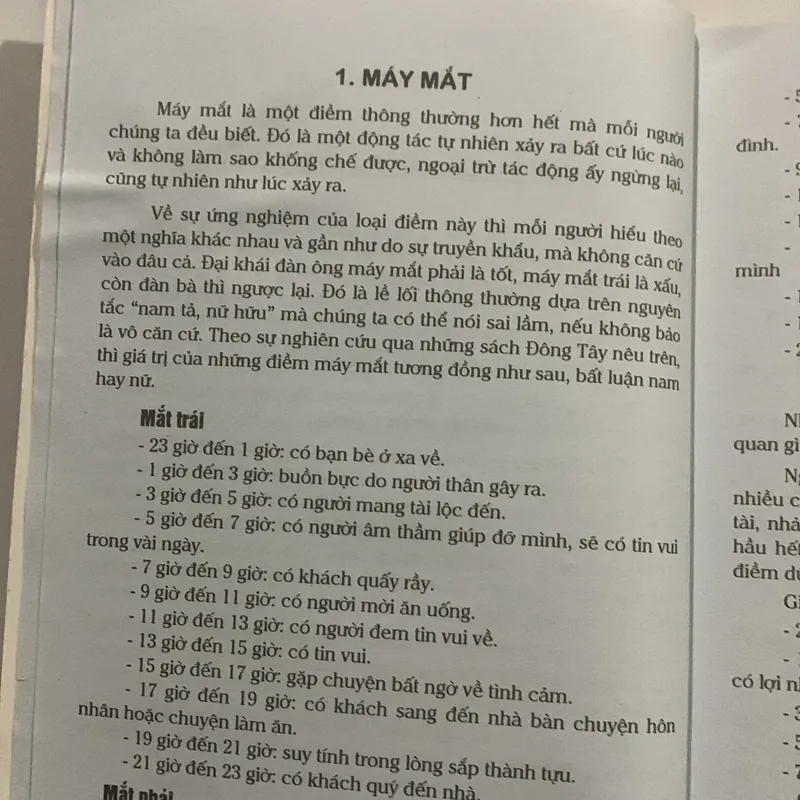 1. MÁY MẮT
Máy mắt là một điềm thông thường hơn hết mà mỗi người
chúng ta đều biết. Đó là một động tác tự nhiên xảy ra bất cứ lúc nào
và không làm sao khống chế được, ngoại trừ tác động ấy ngừng lại,
cũng tự nhiên như lúc xảy ra.
Về sự ứng nghiệm của loại điềm này thì mỗi người hiểu theo
một nghĩa khác nhau và gần như do sự truyền khẩu, mà không căn cứ
vào đâu cả. Đại khái đàn ông máy mắt phải là tốt, máy mắt trái là xấu,
còn đàn bà thì ngược lại. Đó là lề lối thông thường dựa trên nguyên
tắc “nam tả, nữ hữu” mà chúng ta có thể nói sai lầm, nếu không bảo
là vô căn cứ. Theo sự nghiên cứu qua những sách Đông Tây nêu trên,
thì giá trị của những điềm máy mắt tương đồng như sau, bất luận nam
hay nữ.
Mắt trái
- 23 giờ đến 1 giờ: có bạn bè ở xa về.
- 1 giờ đến 3 giờ: buồn bực do người thân gây ra.
- 3 giờ đến 5 giờ: có người mang tài lộc đến.
- 5 giờ đến 7 giờ: có người âm thầm giúp đỡ mình, sẽ có tin vui
trong vài ngày.
- 7 giờ đến 9 giờ: có khách quấy rầy.
- 9 giờ đến 11 giờ: có người mời ăn uống.
- 11 giờ đến 13 giờ: có người đem tin vui về.
- 13 giờ đến 15 giờ: có tin vui.
- 15 giờ đến 17 giờ: gặp chuyện bất ngờ về tình cảm.
- 17 giờ đến 19 giờ: có khách sang đến nhà bàn chuyện hôn
nhân hoặc chuyện làm ăn.
- 19 giờ đến 21 giờ: suy tính trong lòng sắp thành tựu.
- 21 giờ đến 23 giờ: có khách quý đến nhà.
Mắt phải
đình.
mình
quan
nhiều
tài,
hầu hết
điềm
có lợi